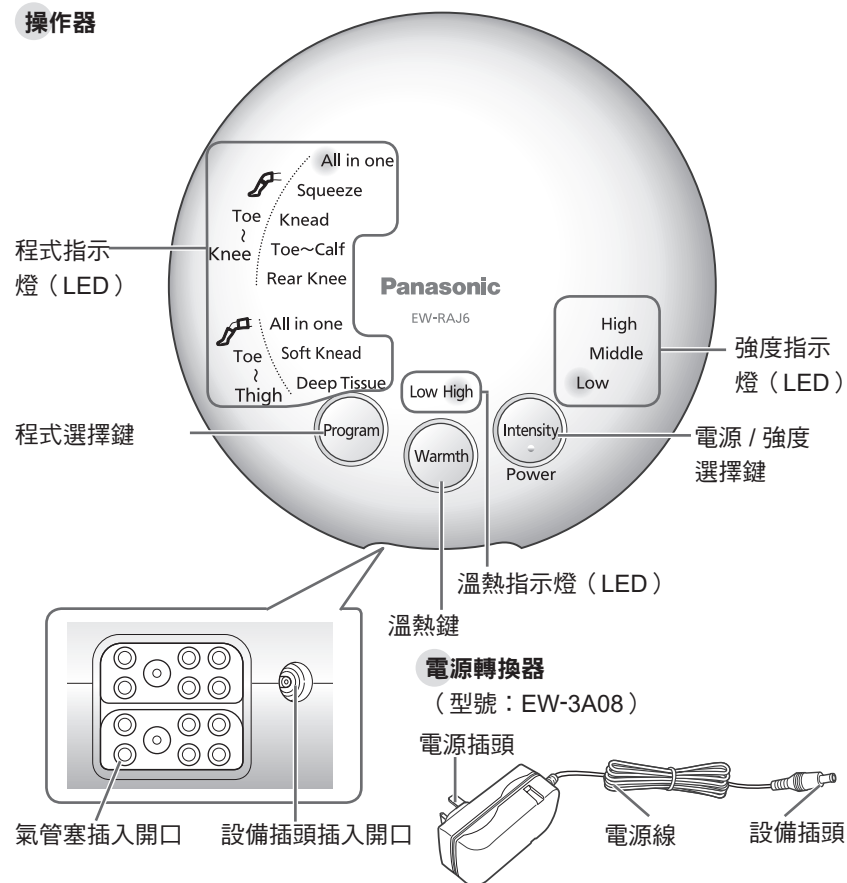 操作器
All in one
Squeeze
Toe
～
Knee
Knead
Toe～Calf
Rear Knee
程式指示
燈（LED）
Panasonic
EW-RAJ6
All in one
Soft Knead
Deep Tissue
Toe
～
Thigh
High
Middle
Low
強度指示
燈（LED）
Low High
程式選擇鍵
Program
Warmth
Intensity
Power
電源 / 強度
選擇鍵
溫熱指示燈（LED）
溫熱鍵
電源轉換器
（型號：EW-3A08）
電源插頭
氣管塞插入開口
設備插頭插入開口
電源線
設備插頭